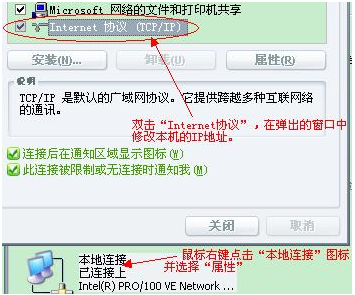 Microsoft 网络的文件和打印机共享
Internet 协议 (TCP/IP)
安装(N)... 卸载(U) 属性(R)
说明
TCP/IP 是默认的广域网协议。它提供跨越多种互联网络
的通讯。
双击“Internet协议”，在弹出的窗口中
修改本机的IP地址。
连接后在通知区域显示图标(W)
此连接被限制或无连接时通知我(M)
关闭 取消
本地连接
已连接上
Intel(R) PRO/100 VE Network ...
鼠标右键点击“本地连接”图标
并选择“属性”